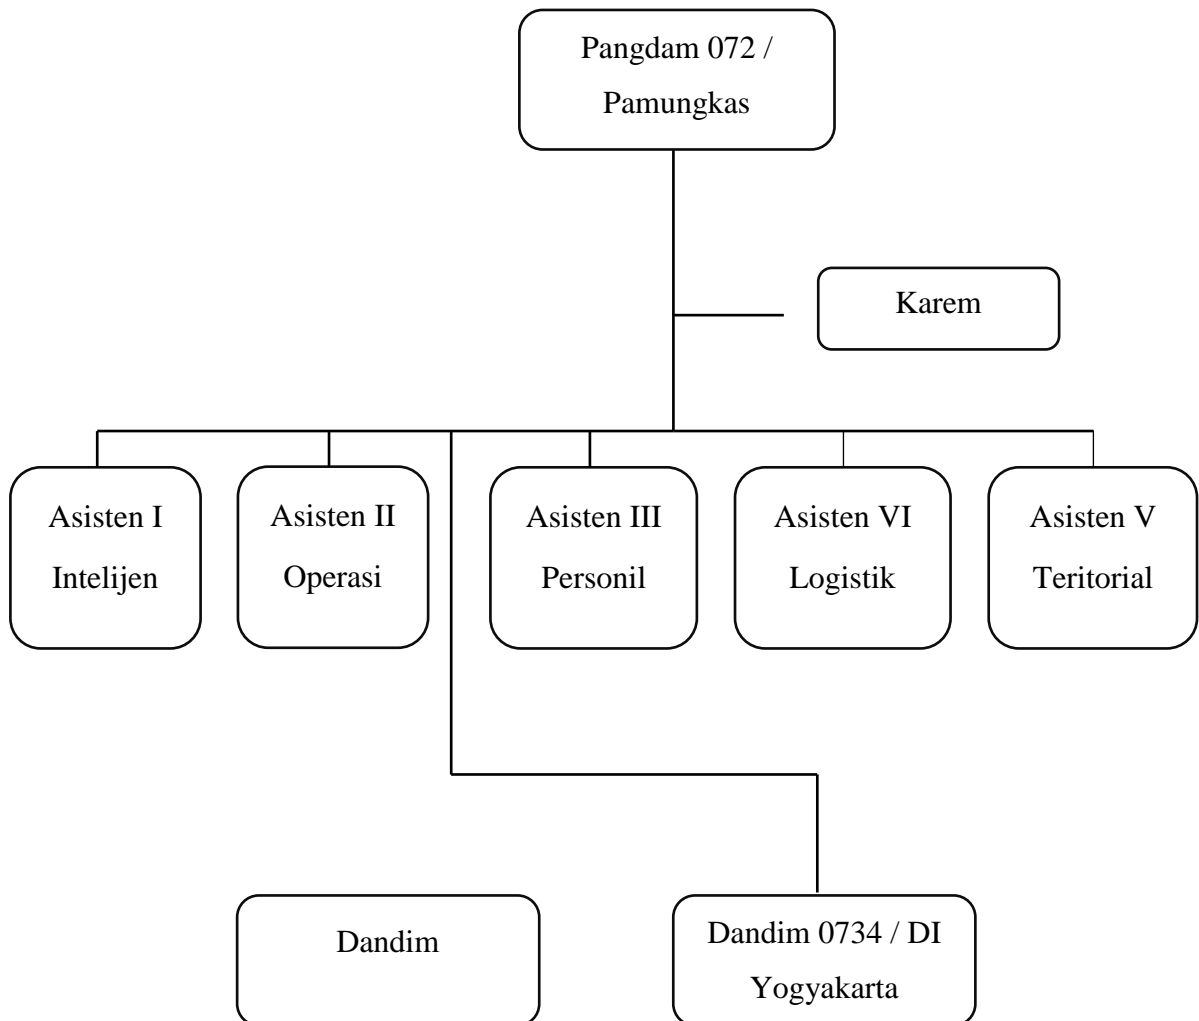 Pangdam 072 /
Pamungkas
Karem
Asisten I
Intelijen
Asisten II
Operasi
Asisten III
Personil
Asisten VI
Logistik
Asisten V
Teritorial
Dandim
Dandim 0734 / DI
Yogyakarta